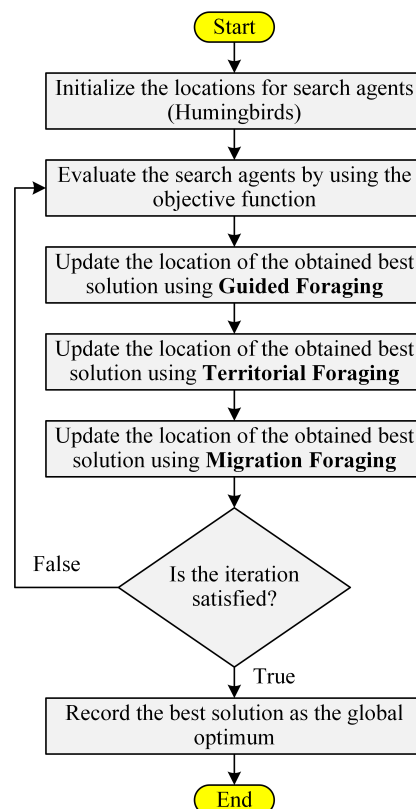 Start
Initialize the locations for search agents
(Humingbirds)
Evaluate the search agents by using the
objective function
Update the location of the obtained best
solution using Guided Foraging
Update the location of the obtained best
solution using Territorial Foraging
Update the location of the obtained best
solution using Migration Foraging
Is the iteration
satisfied?
False
True
Record the best solution as the global
optimum
End